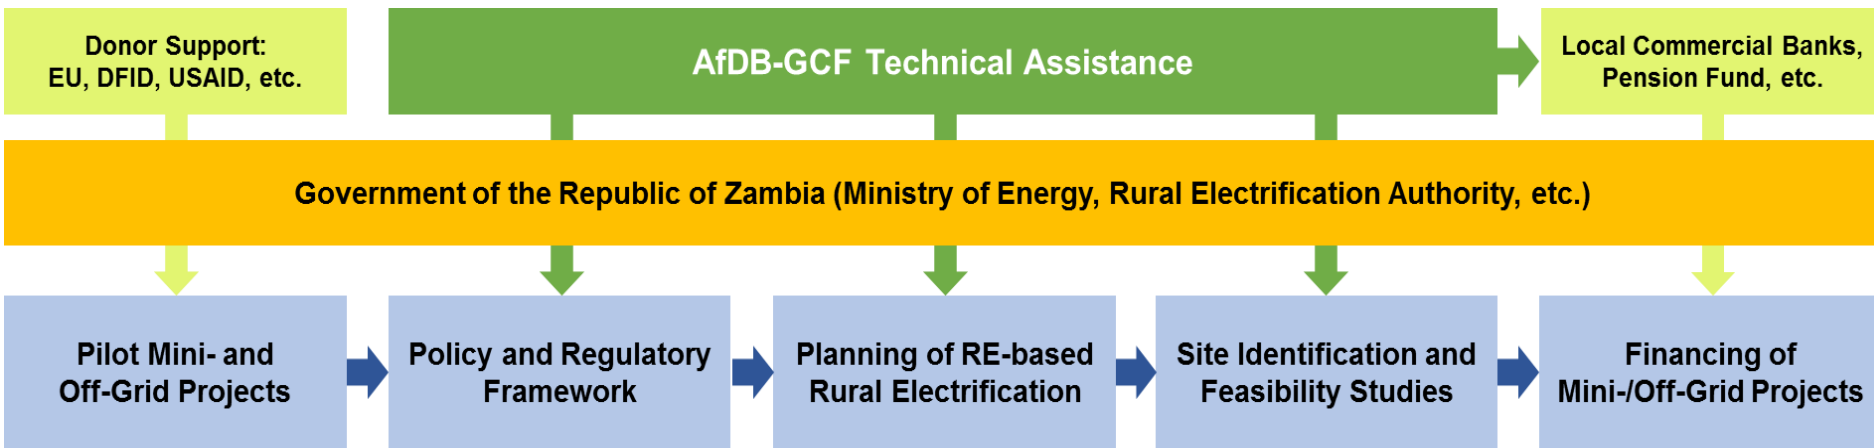 Donor Support:
EU, DFID, USAID, etc.
AfDB-GCF Technical Assistance
Local Commercial Banks,
Pension Fund, etc.
Government of the Republic of Zambia (Ministry of Energy, Rural Electrification Authority, etc.)
Pilot Mini- and
Off-Grid Projects
Policy and Regulatory
Framework
Planning of RE-based
Rural Electrification
Site Identification and
Feasibility Studies
Financing of
Mini-/Off-Grid Projects